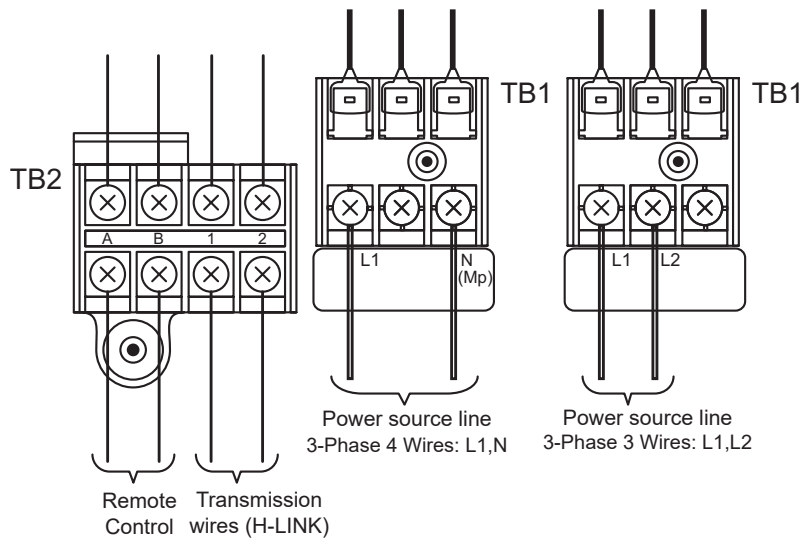 TB2
A B 1 2
Remote
Control
Transmission
wires (H-LINK)
TB1
L1
N
(Mp)
Power source line
3-Phase 4 Wires: L1,N
TB1
L1 L2
Power source line
3-Phase 3 Wires: L1,L2